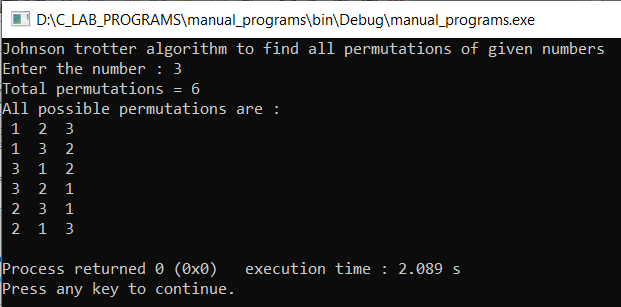 D:\C_LAB_PROGRAMS\manual_programs\bin\Debug\manual_programs.exe
Johnson trotter algorithm to find all permutations of given numbers
Enter the number : 3
Total permutations = 6
All possible permutations are :
1 2 3
1 3 2
3 1 2
3 2 1
2 3 1
2 1 3
Process returned 0 (0x0)   execution time : 2.089 s
Press any key to continue.